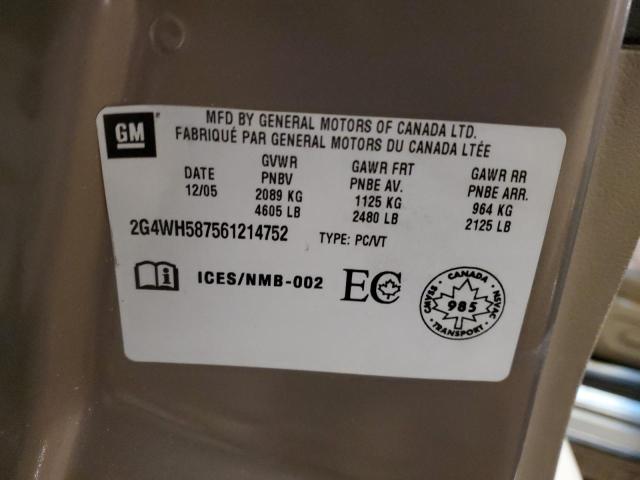 GM
MFD BY GENERAL MOTORS OF CANADA LTD.
FABRIQUÉ PAR GENERAL MOTORS DU CANADA LTÉE
DATE GVWR GAWR FRT GAWR RR
12/05 PNBV PNBE AV. PNBE ARR.
2089 KG 1125 KG 964 KG
4605 LB 2480 LB 2125 LB
2G4WH587561214752 TYPE: PC/VT
i ICES/NMB-002 EC
CANADA
SVMAC 985 NSVAC
TRANSPORT